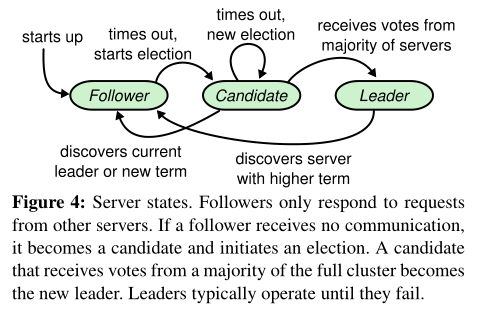 starts up
times out,
starts election
times out,
new election
receives votes from
majority of servers
Follower
Candidate
Leader
discovers current
leader or new term
discovers server
with higher term
Figure 4: Server states. Followers only respond to requests
from other servers. If a follower receives no communication,
it becomes a candidate and initiates an election. A candidate
that receives votes from a majority of the full cluster becomes
the new leader. Leaders typically operate until they fail.